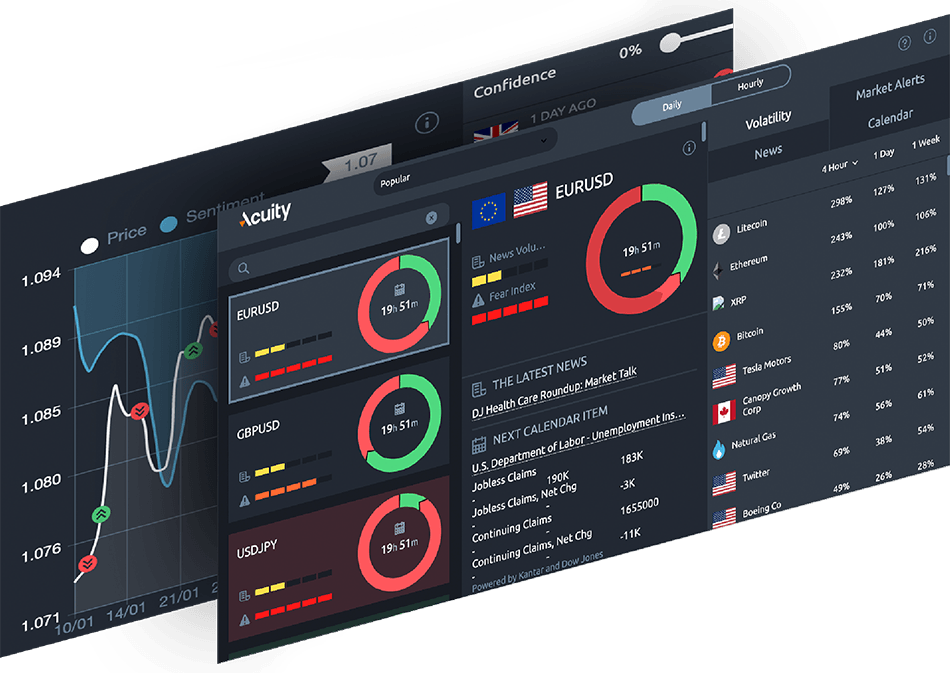 Confidence
0%
1 DAY AGO
1.07
Price
Sentiment
1.094
1.089
1.085
1.080
1.076
1.071
10/01
14/01
21/01
Acuity
Popular
EURUSD
19h 51m
GBPUSD
19h 51m
USDJPY
19h 51m
Daily
Hourly
EURUSD
News Volu...
Fear Index
19h 51m
THE LATEST NEWS
DJ Health Care Roundup: Market Talk
NEXT CALENDAR ITEM
U.S. Department of Labor - Unemployment Ins...
Jobless Claims
- 190K 183K
Jobless Claims, Net Chg
- - -3K
Continuing Claims
- 1655000
Continuing Claims, Net Chg
- -11K
Powered by Kantar and Dow Jones
Volatility
Market Alerts
News
Calendar
4 Hour 1 Day 1 Week
Litecoin 298% 127% 131%
Ethereum 243% 100% 106%
XRP 232% 181% 216%
Bitcoin 155% 70% 71%
Tesla Motors 80% 44% 50%
Canopy Growth
Corp 77% 51% 52%
Natural Gas 74% 56% 61%
Twitter 69% 38% 54%
Boeing Co 49% 26% 28%